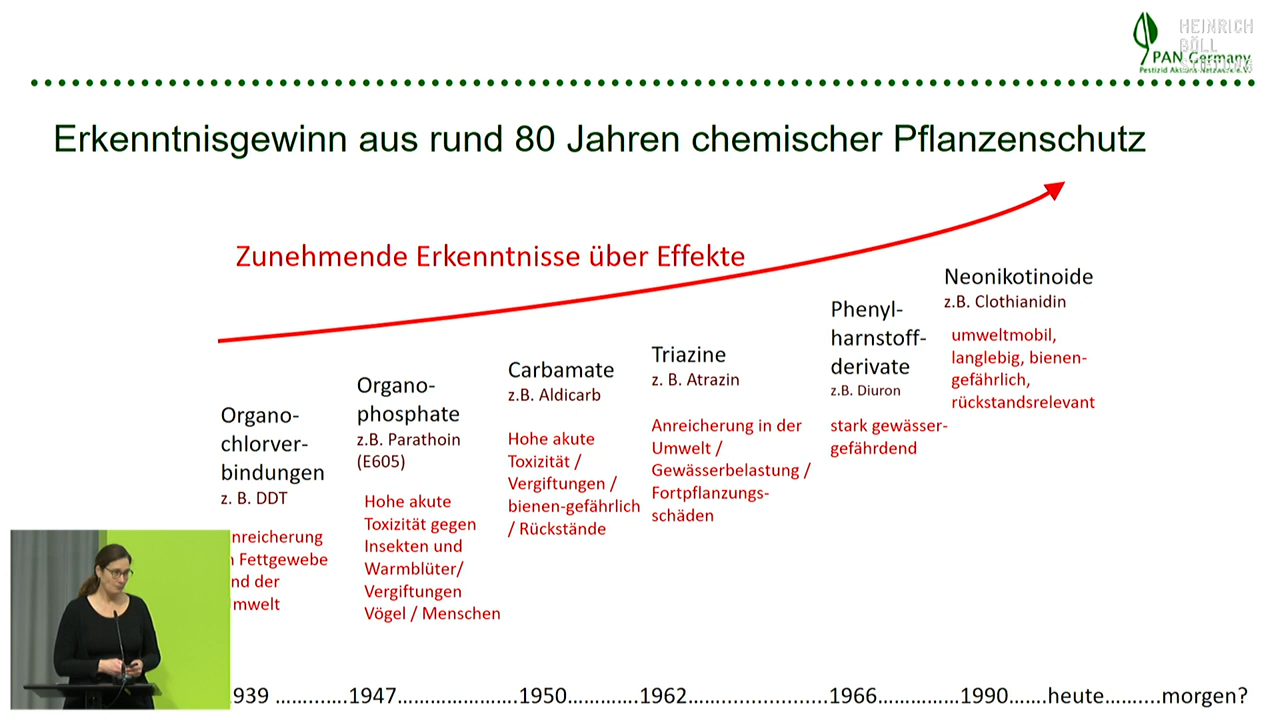 HEINRICH
BÖLL
STIFTUNG
PAN Germany
Pestizid Aktions-Netzwerk e.V.
Erkenntnisgewinn aus rund 80 Jahren chemischer Pflanzenschutz
Zunehmende Erkenntnisse über Effekte
Organo-
chlorver-
bindungen
z. B. DDT
nreicherung
Fettgewebe
nd der
mwelt
Organo-
phosphate
z.B. Parathoin
(E605)
Hohe akute
Toxizität gegen
Insekten und
Warmblüter/
Vergiftungen
Vögel / Menschen
Carbamate
z.B. Aldicarb
Hohe akute
Toxizität /
Vergiftungen /
bienen-gefährlich
/ Rückstände
Triazine
z. B. Atrazin
Anreicherung in der
Umwelt /
Gewässerbelastung /
Fortpflanzungs-
schäden
Phenyl-
harnstoff-
derivate
z.B. Diuron
stark gewässer-
gefährdend
Neonikotinoide
z.B. Clothianidin
umweltmobil,
langlebig, bienen-
gefährlich,
rückstandsrelevant
939 ...........1947......................1950.............1962.........................1966...............1990......heute.........morgen?